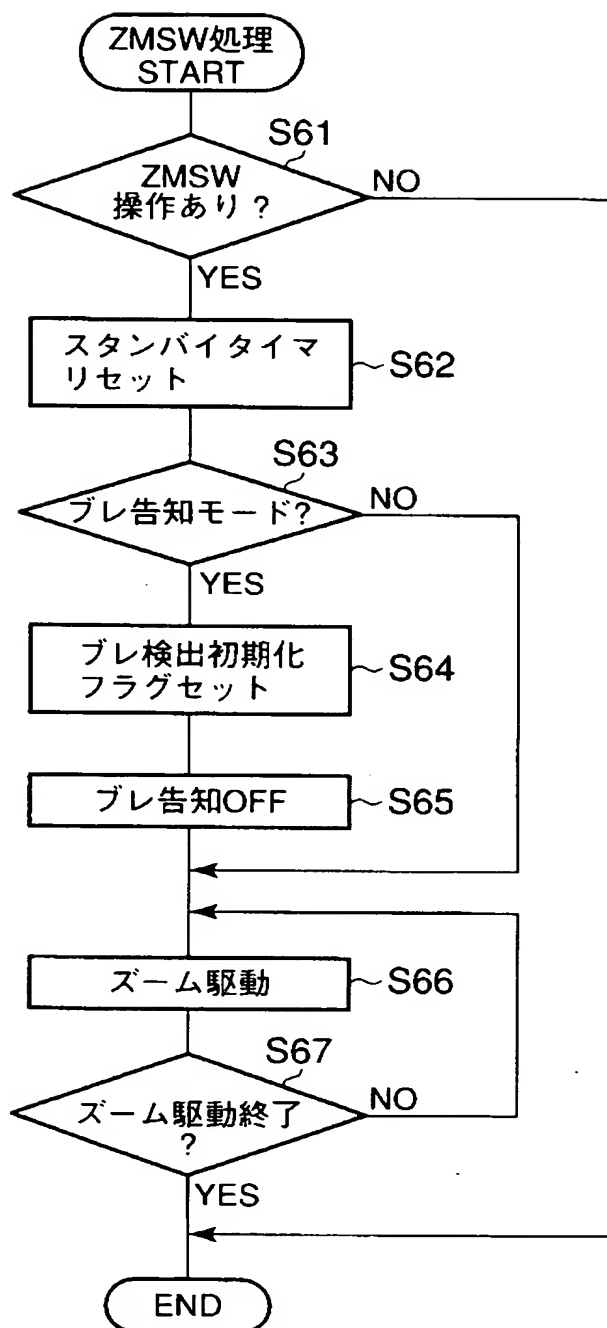 ZMSW処理
START
S61
ZMSW
操作あり?
NO
YES
スタンバイタイマ
リセット
S62
S63
ブレ告知モード?
NO
YES
ブレ検出初期化
フラグセット
S64
ブレ告知OFF
S65
ズーム駆動
S66
S67
ズーム駆動終了
?
NO
YES
END